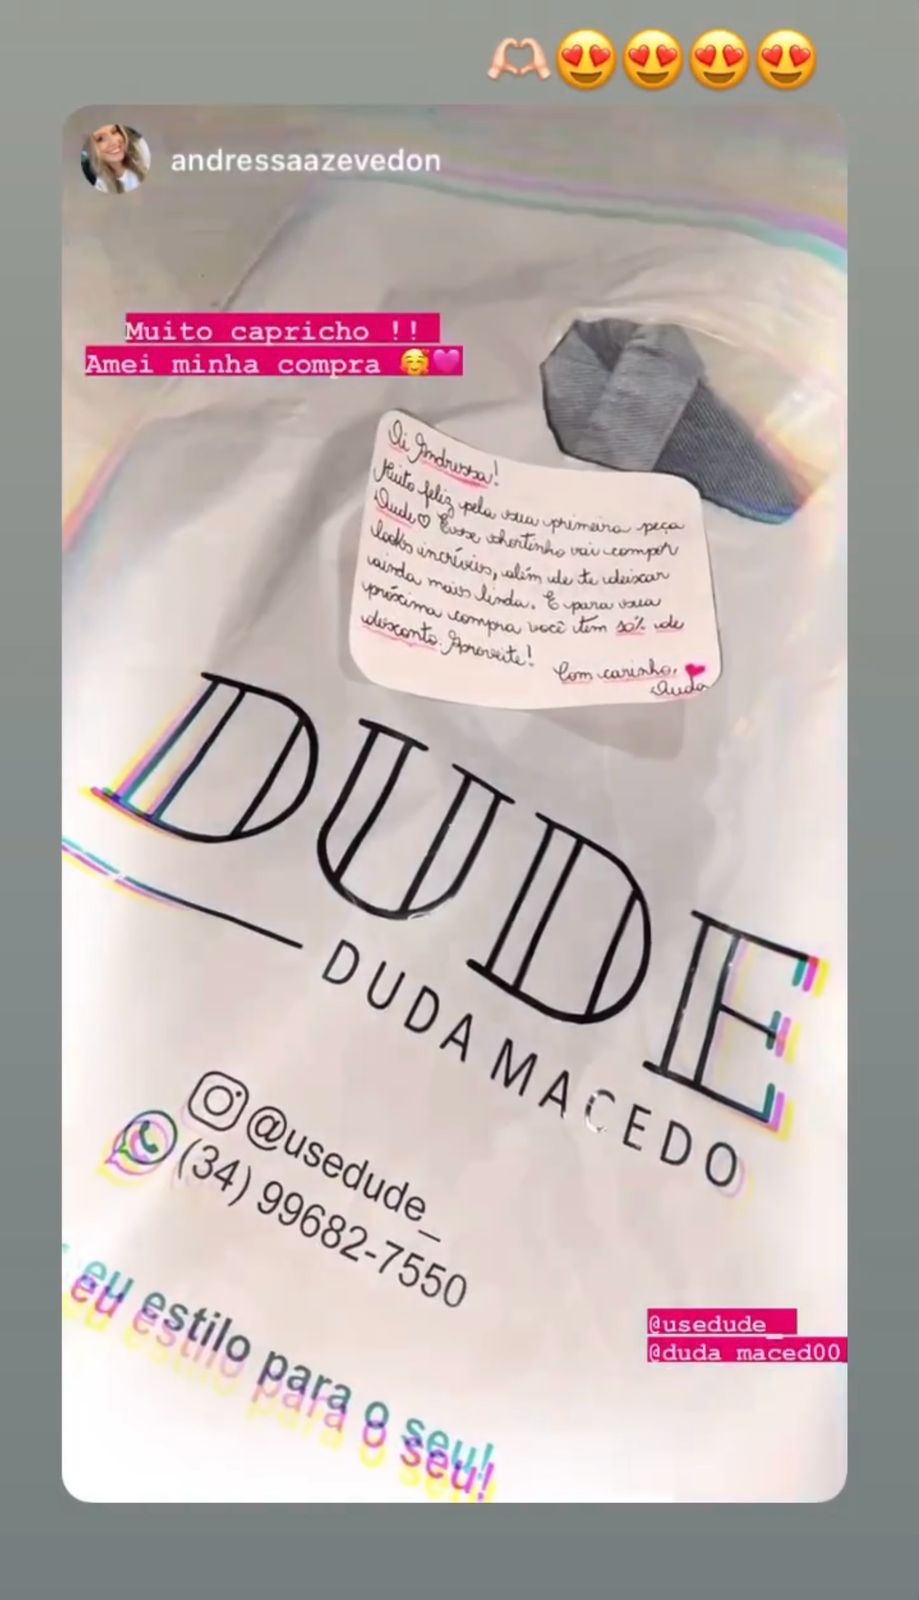 🫶🏻😍😍😍😍
andressaazevedon
Muito capricho !!
Amei minha compra 🥰💗
Oi Andressa!
Muito feliz pela sua primeira peça
Dude♡ Esse shortinho vai compor
looks incríveis, além de te deixar
ainda mais linda. E para sua
próxima compra você tem 10% de
desconto. Aproveite!
Com carinho, ❤
Duda
DUDE
DUDA MACEDO
@usedude_
(34) 99682-7550
eu estilo para o seu!
@usedude_
@duda_maced00